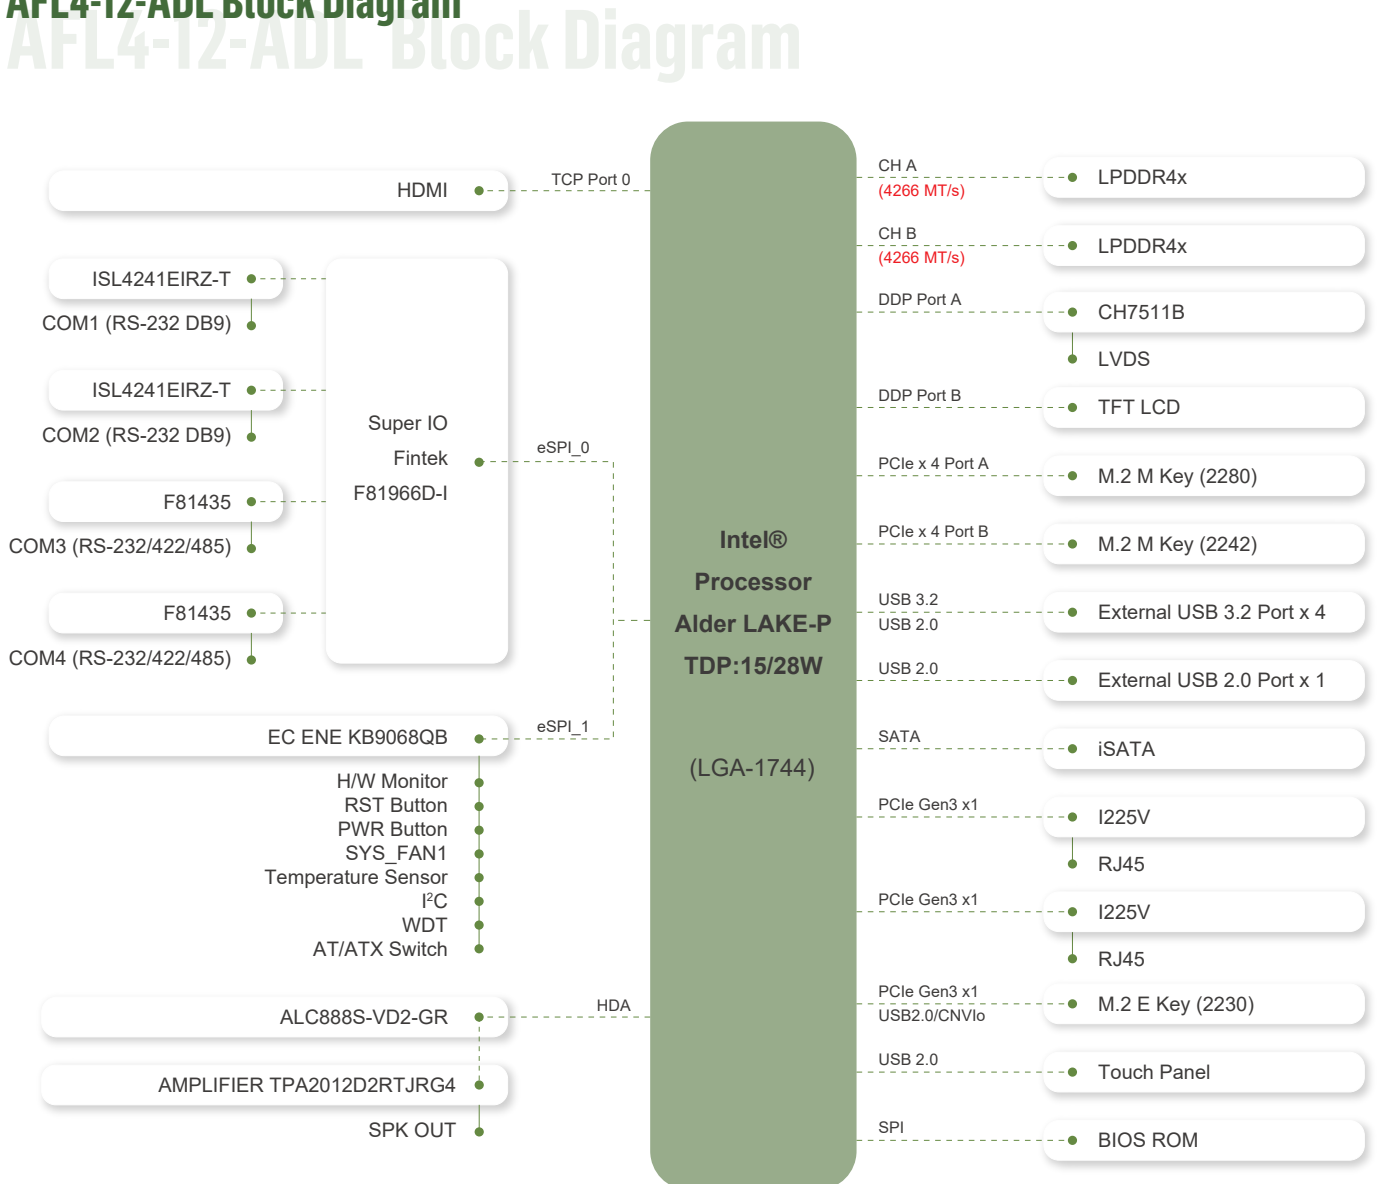 AFL4-12-ADL Block Diagram
AFL4-12-ADL Block Diagram
HDMI
TCP Port 0
ISL4241EIRZ-T
COM1 (RS-232 DB9)
ISL4241EIRZ-T
COM2 (RS-232 DB9)
F81435
COM3 (RS-232/422/485)
F81435
COM4 (RS-232/422/485)
Super IO
Fintek
F81966D-I
eSPI_0
EC ENE KB9068QB
eSPI_1
H/W Monitor
RST Button
PWR Button
SYS_FAN1
Temperature Sensor
I²C
WDT
AT/ATX Switch
ALC888S-VD2-GR
HDA
AMPLIFIER TPA2012D2RTJRG4
SPK OUT
Intel®
Processor
Alder LAKE-P
TDP:15/28W
(LGA-1744)
CH A
(4266 MT/s)
LPDDR4x
CH B
(4266 MT/s)
LPDDR4x
DDP Port A
CH7511B
LVDS
DDP Port B
TFT LCD
PCIe x 4 Port A
M.2 M Key (2280)
PCIe x 4 Port B
M.2 M Key (2242)
USB 3.2
USB 2.0
External USB 3.2 Port x 4
USB 2.0
External USB 2.0 Port x 1
SATA
iSATA
PCIe Gen3 x1
I225V
RJ45
PCIe Gen3 x1
I225V
RJ45
PCIe Gen3 x1
USB2.0/CNVIo
M.2 E Key (2230)
USB 2.0
Touch Panel
SPI
BIOS ROM